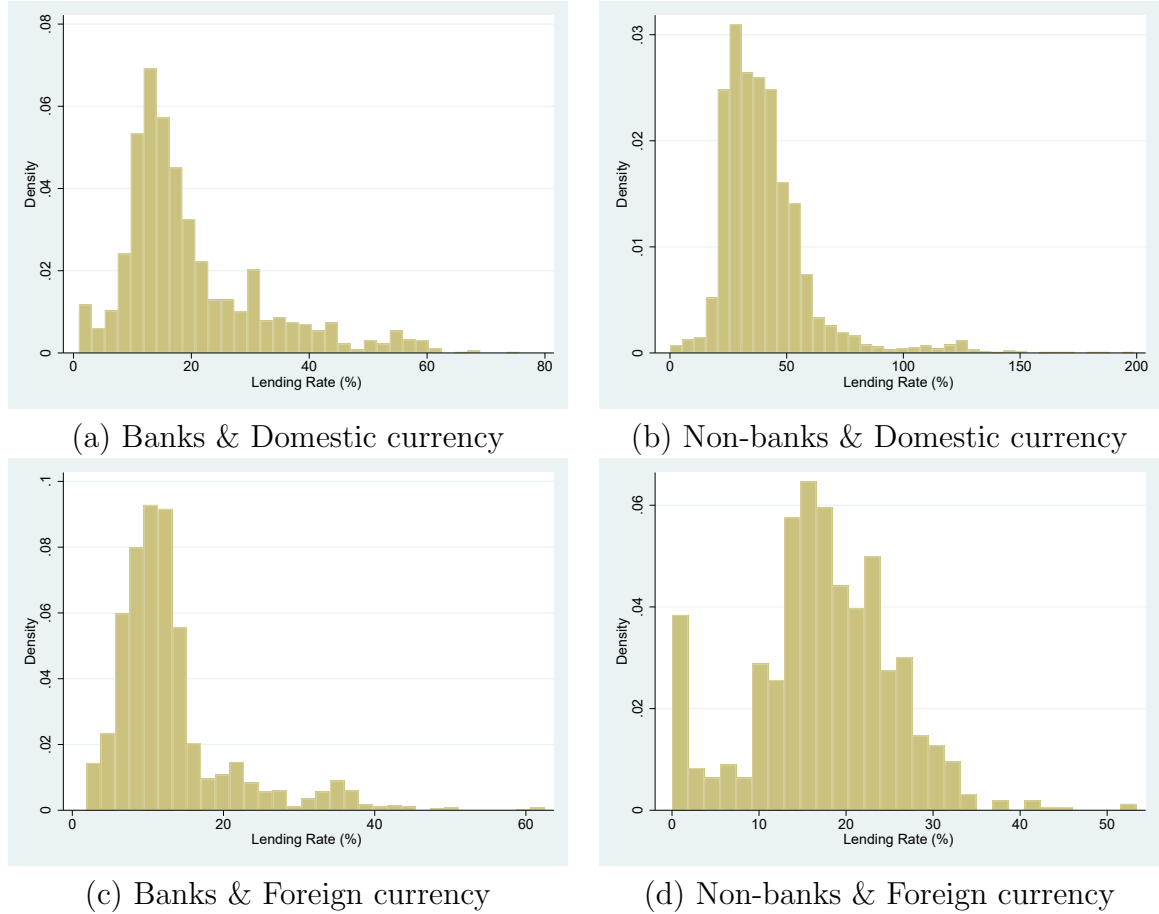 .08
.06
.04
.02
0
Density
0 20 40 60 80
Lending Rate (%)
(a) Banks & Domestic currency
.03
.02
.01
0
Density
0 50 100 150 200
Lending Rate (%)
(b) Non-banks & Domestic currency
.1
.08
.06
.04
.02
0
Density
0 20 40 60
Lending Rate (%)
(c) Banks & Foreign currency
.06
.04
.02
0
Density
0 10 20 30 40 50
Lending Rate (%)
(d) Non-banks & Foreign currency